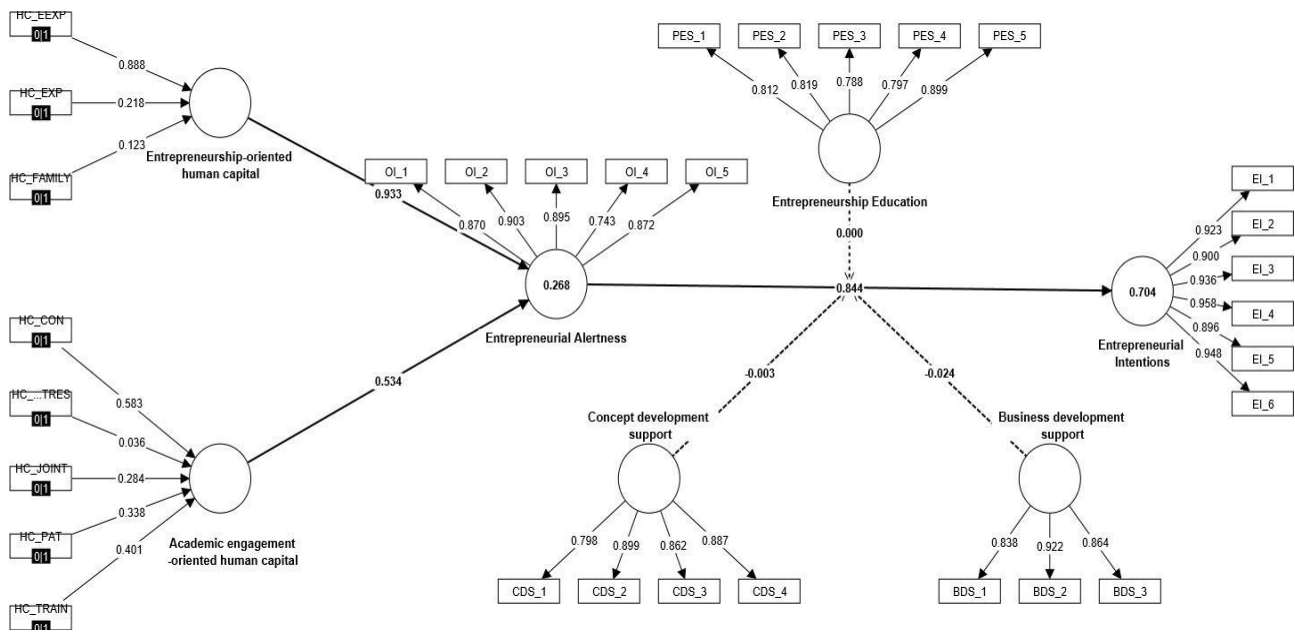 HC_EEXP
0|1
0.888
HC_EXP
0|1
0.218
0.123
HC_FAMILY
0|1
Entrepreneurship-oriented
human capital
0.933
PES_1
PES_2
PES_3
PES_4
PES_5
0.812
0.819
0.788
0.797
0.899
Entrepreneurship Education
0.000
OI_1
OI_2
OI_3
OI_4
OI_5
0.870
0.903
0.895
0.743
0.872
0.268
Entrepreneurial Alertness
0.844
0.704
Entrepreneurial
Intentions
EI_1
EI_2
EI_3
EI_4
EI_5
EI_6
0.923
0.900
0.936
0.958
0.896
0.948
HC_CON
0|1
HC_...TRES
0|1
HC_JOINT
0|1
HC_PAT
0|1
HC_TRAIN
0|1
0.583
0.036
0.284
0.338
0.401
0.534
Academic engagement
-oriented human capital
-0.003
-0.024
Concept development
support
0.798
0.899
0.862
0.887
CDS_1
CDS_2
CDS_3
CDS_4
Business development
support
0.838
0.922
0.864
BDS_1
BDS_2
BDS_3